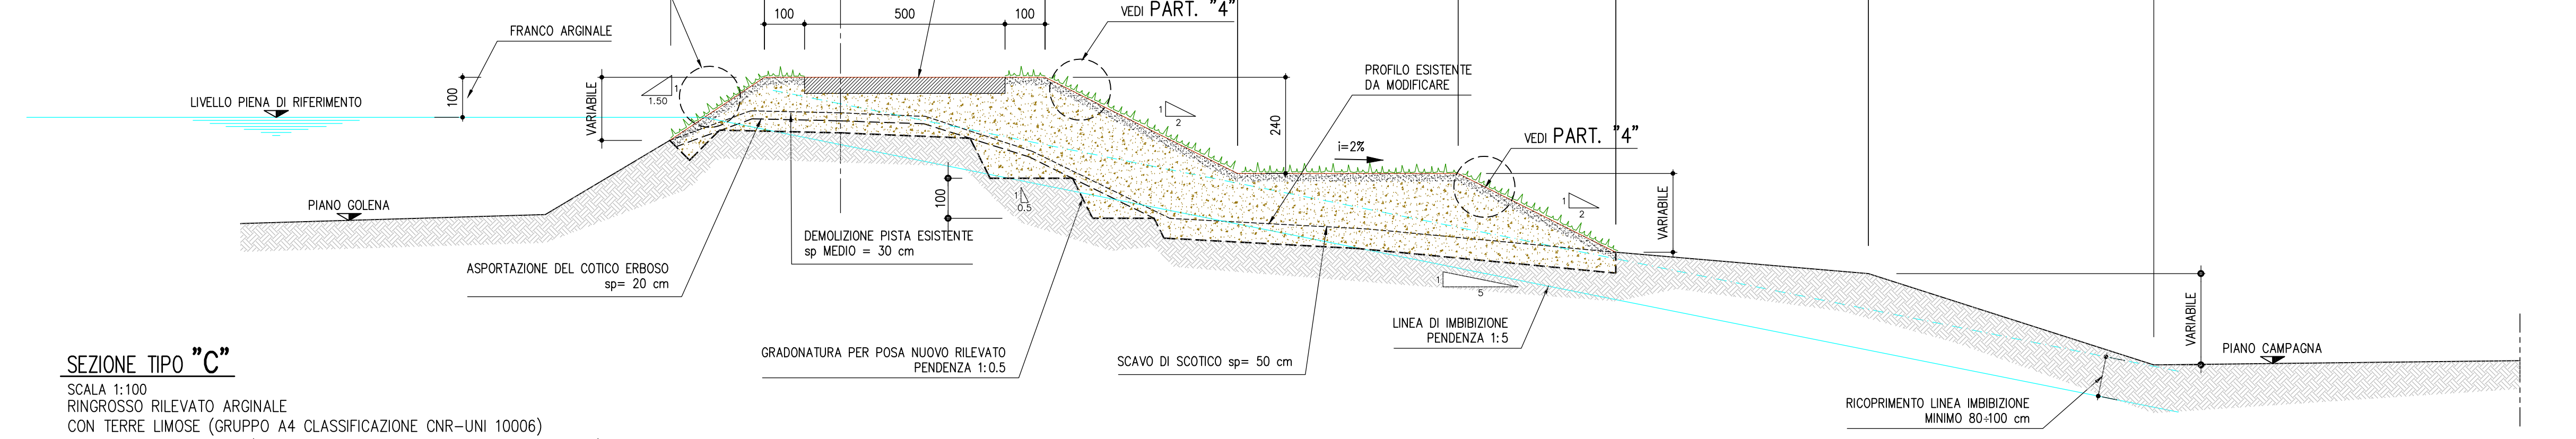 100
500
100
VEDI PART. "4"
FRANCO ARGINALE
LIVELLO PIENA DI RIFERIMENTO
100
VARIABILE
1
1.50
PROFILO ESISTENTE
DA MODIFICARE
1
2
240
i=2%
VEDI PART. "4"
1
2
VARIABILE
PIANO GOLENA
100
1
0.5
DEMOLIZIONE PISTA ESISTENTE
sp MEDIO = 30 cm
ASPORTAZIONE DEL COTICO ERBOSO
sp= 20 cm
1
5
LINEA DI IMBIBIZIONE
PENDENZA 1:5
VARIABILE
PIANO CAMPAGNA
GRADONATURA PER POSA NUOVO RILEVATO
PENDENZA 1:0.5
SCAVO DI SCOTICO sp= 50 cm
RICOPRIMENTO LINEA IMBIBIZIONE
MINIMO 80÷100 cm
SEZIONE TIPO "C"
SCALA 1:100
RINGROSSO RILEVATO ARGINALE
CON TERRE LIMOSE (GRUPPO A4 CLASSIFICAZIONE CNR-UNI 10006)